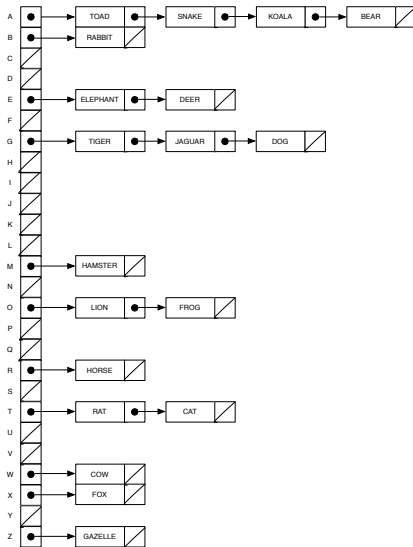 A TOAD SNAKE KOALA BEAR
B RABBIT
C
D
E ELEPHANT DEER
F
G TIGER JAGUAR DOG
H
I
J
K
L
M HAMSTER
N
O LION FROG
P
Q
R HORSE
S
T RAT CAT
U
V
W COW
X FOX
Y
Z GAZELLE